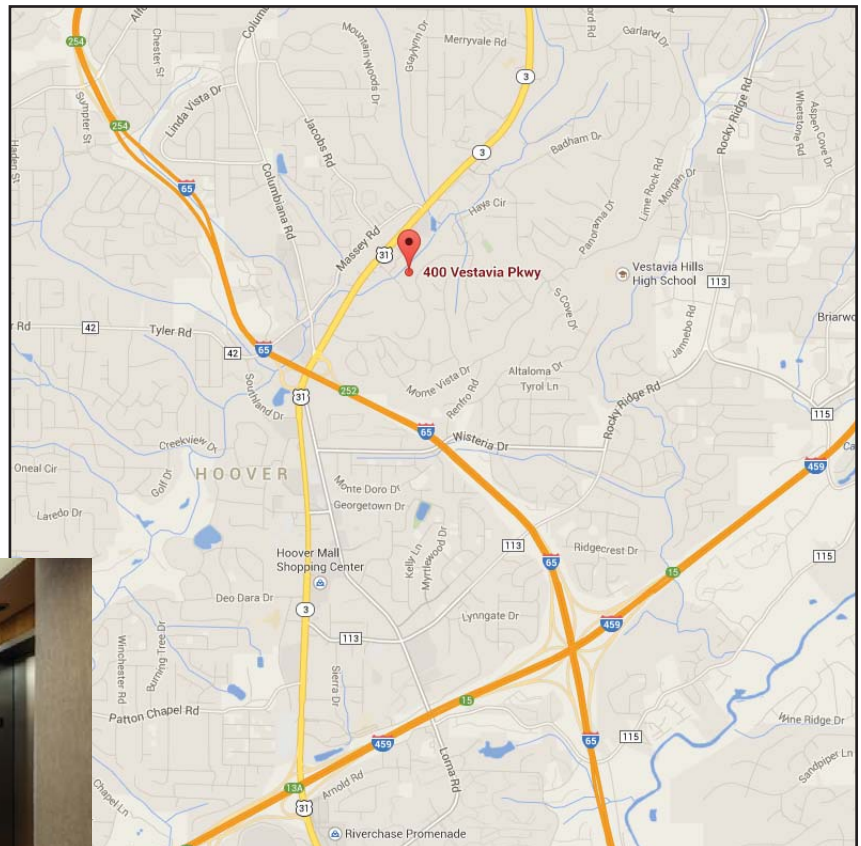 254
Chester St
Sumpter St
254
Linda Vista Dr
65
Mountain Woods Dr
Graylynn Dr
Merryvale Rd
Garland Dr
3
Rocky Ridge Rd
Whetstone Rd
Aspen Cove Dr
Jacobs Rd
Columbiana Rd
3
Badham Dr
Lime Rock Rd
Morgan Dr
Hays Cir
Massey Rd
Panorama Dr
31
400 Vestavia Pkwy
Vestavia Hills
High School
113
S Cove Dr
Jannebo Rd
Briarwo
42
Tyler Rd
42
65
Southland Dr
31
252
Monte Vista Dr
Renfro Rd
Altaloma Dr
Tyrol Ln
Rocky Ridge Rd
115
65
Wisteria Dr
Creekview Dr
Oneal Cir
Golf Dr
HOOVER
459
Laredo Dr
Monte Doro Dr
Georgetown Dr
Kelly Ln
Myrtlewood Dr
113
65
Ridgecrest Dr
15
115
Hoover Mall
Shopping Center
Deo Dara Dr
3
113
Lynngate Dr
459
Winchester Rd
Burning Tree Dr
Sierra Dr
Patton Chapel Rd
15
459
Lorna Rd
65
115
Wine Ridge Dr
Sandpiper Ln
Chapel Ln
13A
31
Arnold Rd
Riverchase Promenade